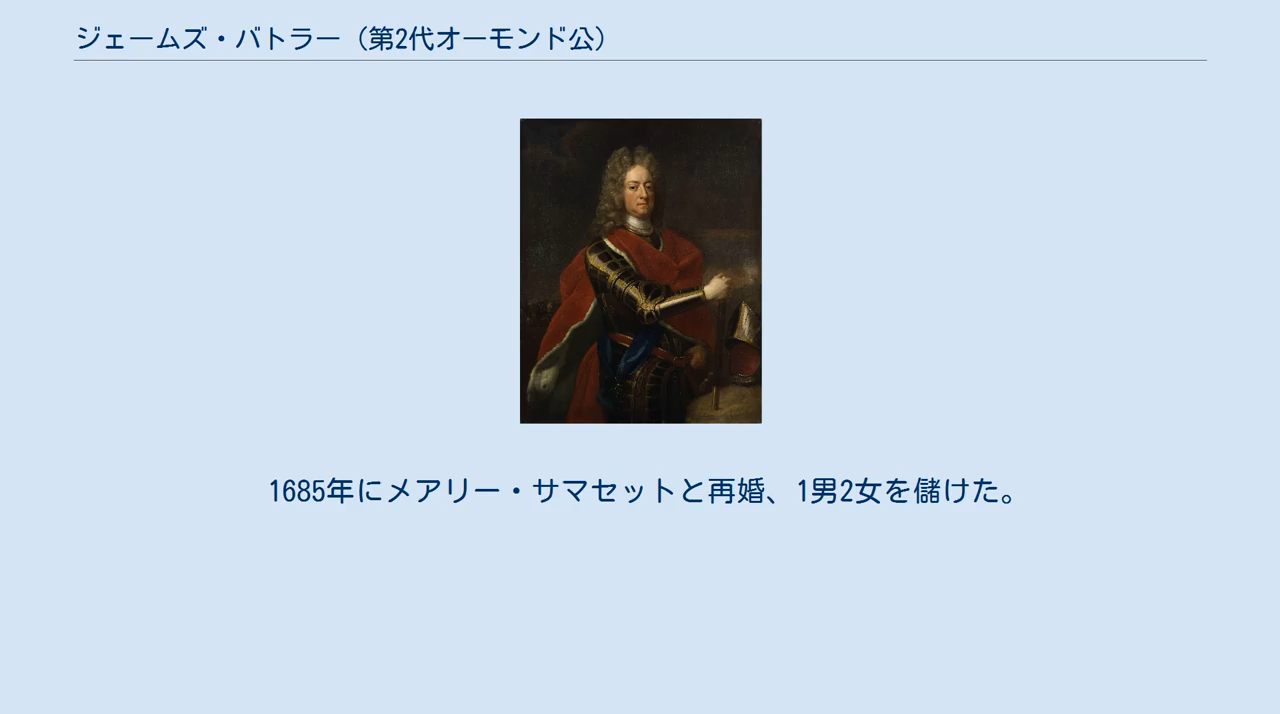 ジェームズ・バトラー（第2代オーモンド公）
1685年にメアリー・サマセットと再婚、1男2女を儲けた。